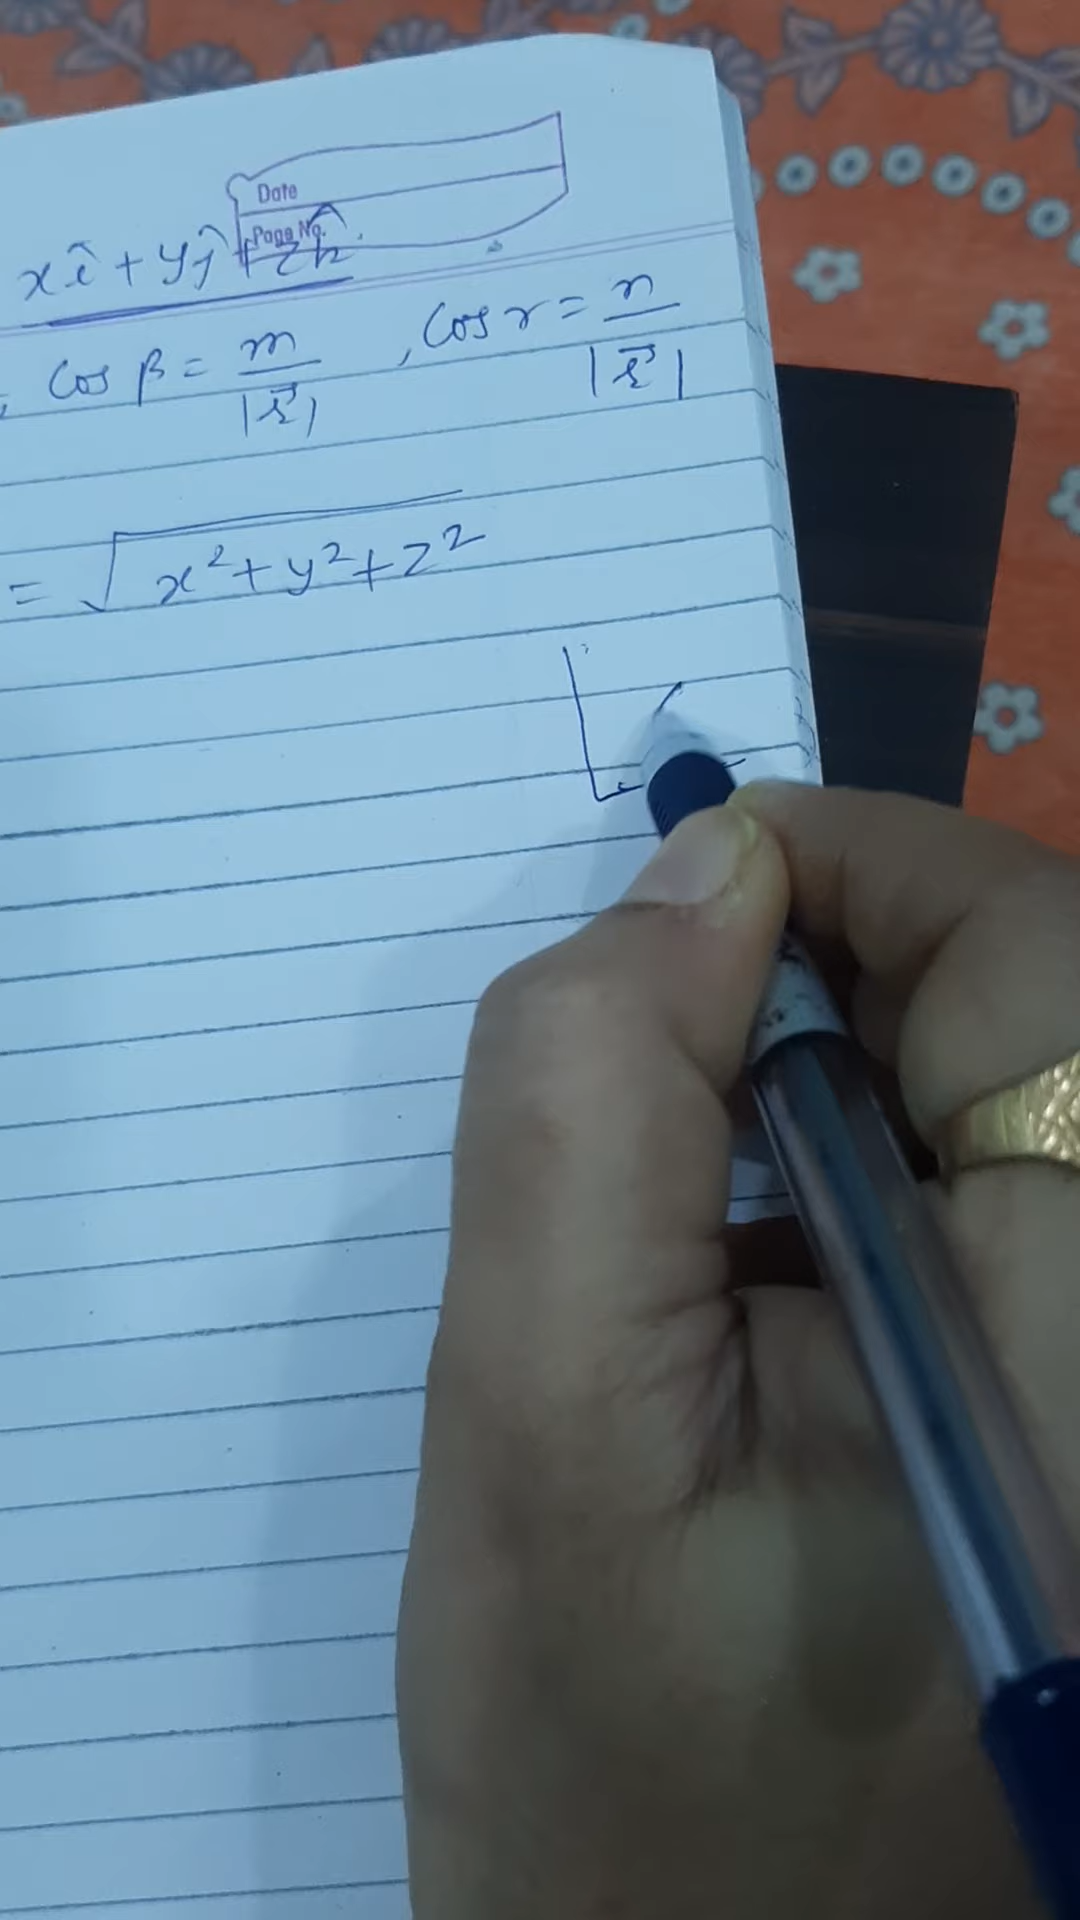 Date
Page No.
xî + yĵ + zk̂
, Cos β = m/|r⃗| , Cos r = n/|r⃗|
= √(x² + y² + z²)